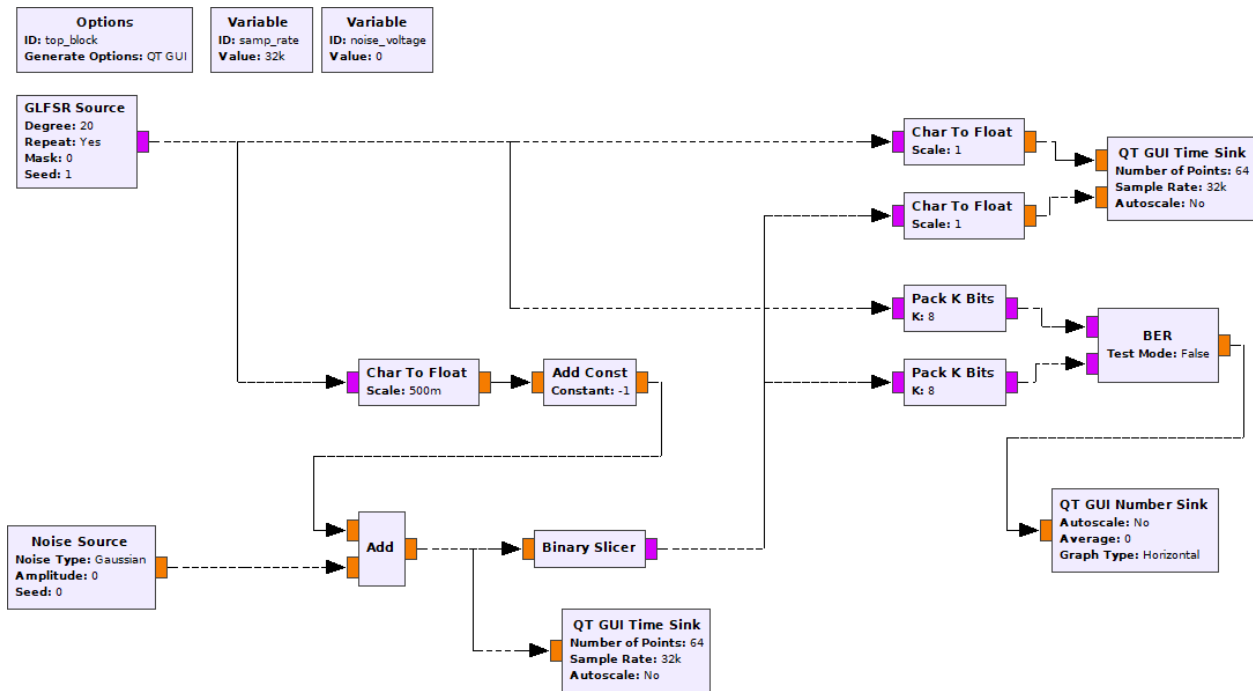 Options
ID: top_block
Generate Options: QT GUI
Variable
ID: samp_rate
Value: 32k
Variable
ID: noise_voltage
Value: 0
GLFSR Source
Degree: 20
Repeat: Yes
Mask: 0
Seed: 1
Char To Float
Scale: 1
QT GUI Time Sink
Number of Points: 64
Sample Rate: 32k
Autoscale: No
Char To Float
Scale: 1
Pack K Bits
K: 8
BER
Test Mode: False
Char To Float
Scale: 500m
Add Const
Constant: -1
Pack K Bits
K: 8
Noise Source
Noise Type: Gaussian
Amplitude: 0
Seed: 0
Add
Binary Slicer
QT GUI Number Sink
Autoscale: No
Average: 0
Graph Type: Horizontal
QT GUI Time Sink
Number of Points: 64
Sample Rate: 32k
Autoscale: No